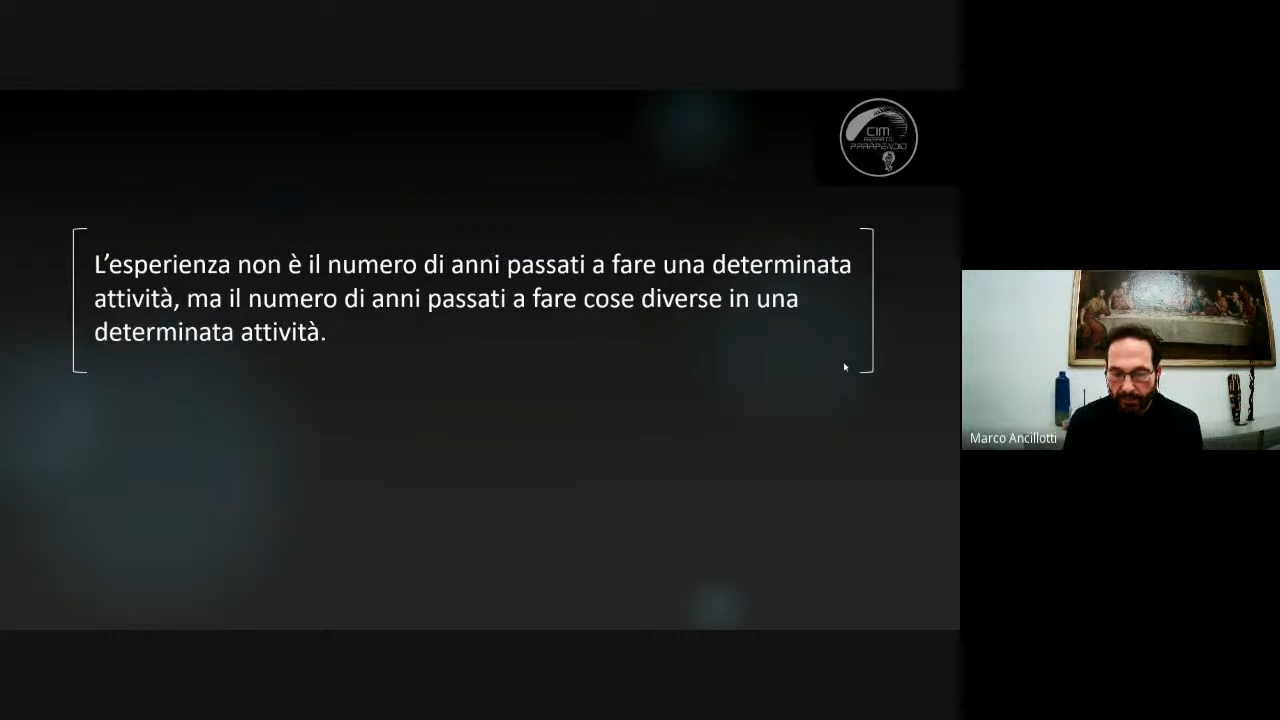 CIM
REPARTO
PARAPENDIO
L’esperienza non è il numero di anni passati a fare una determinata
attività, ma il numero di anni passati a fare cose diverse in una
determinata attività.
Marco Ancillotti